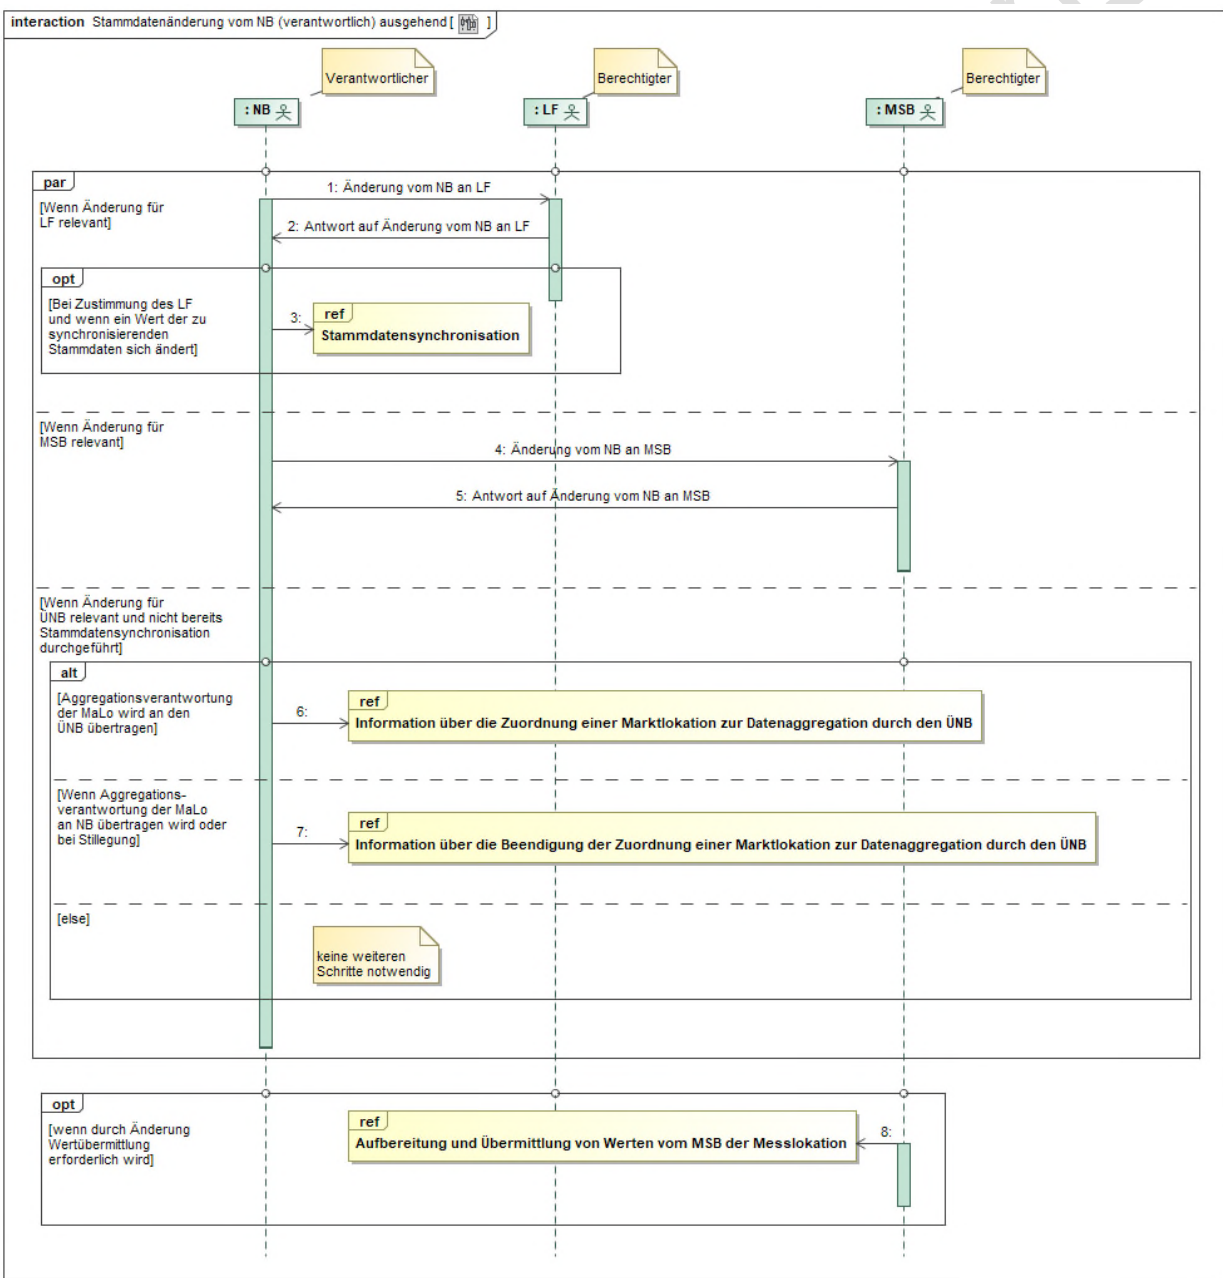 interaction Stammdatenänderung vom NB (verantwortlich) ausgehend [ ]
Verantwortlicher
Berechtigter
Berechtigter
: NB
: LF
: MSB
par
[Wenn Änderung für
LF relevant]
1: Änderung vom NB an LF
2: Antwort auf Änderung vom NB an LF
opt
[Bei Zustimmung des LF
und wenn ein Wert der zu
synchronisierenden
Stammdaten sich ändert]
3:
ref
Stammdatensynchronisation
[Wenn Änderung für
MSB relevant]
4: Änderung vom NB an MSB
5: Antwort auf Änderung vom NB an MSB
[Wenn Änderung für
ÜNB relevant und nicht bereits
Stammdatensynchronisation
durchgeführt]
alt
[Aggregationsverantwortung
der MaLo wird an den
ÜNB übertragen]
6:
ref
Information über die Zuordnung einer Marktlokation zur Datenaggregation durch den ÜNB
[Wenn Aggregations-
verantwortung der MaLo
an NB übertragen wird oder
bei Stillegung]
7:
ref
Information über die Beendigung der Zuordnung einer Marktlokation zur Datenaggregation durch den ÜNB
[else]
keine weiteren
Schritte notwendig
opt
[wenn durch Änderung
Wertübermittlung
erforderlich wird]
ref
Aufbereitung und Übermittlung von Werten vom MSB der Messlokation
8: